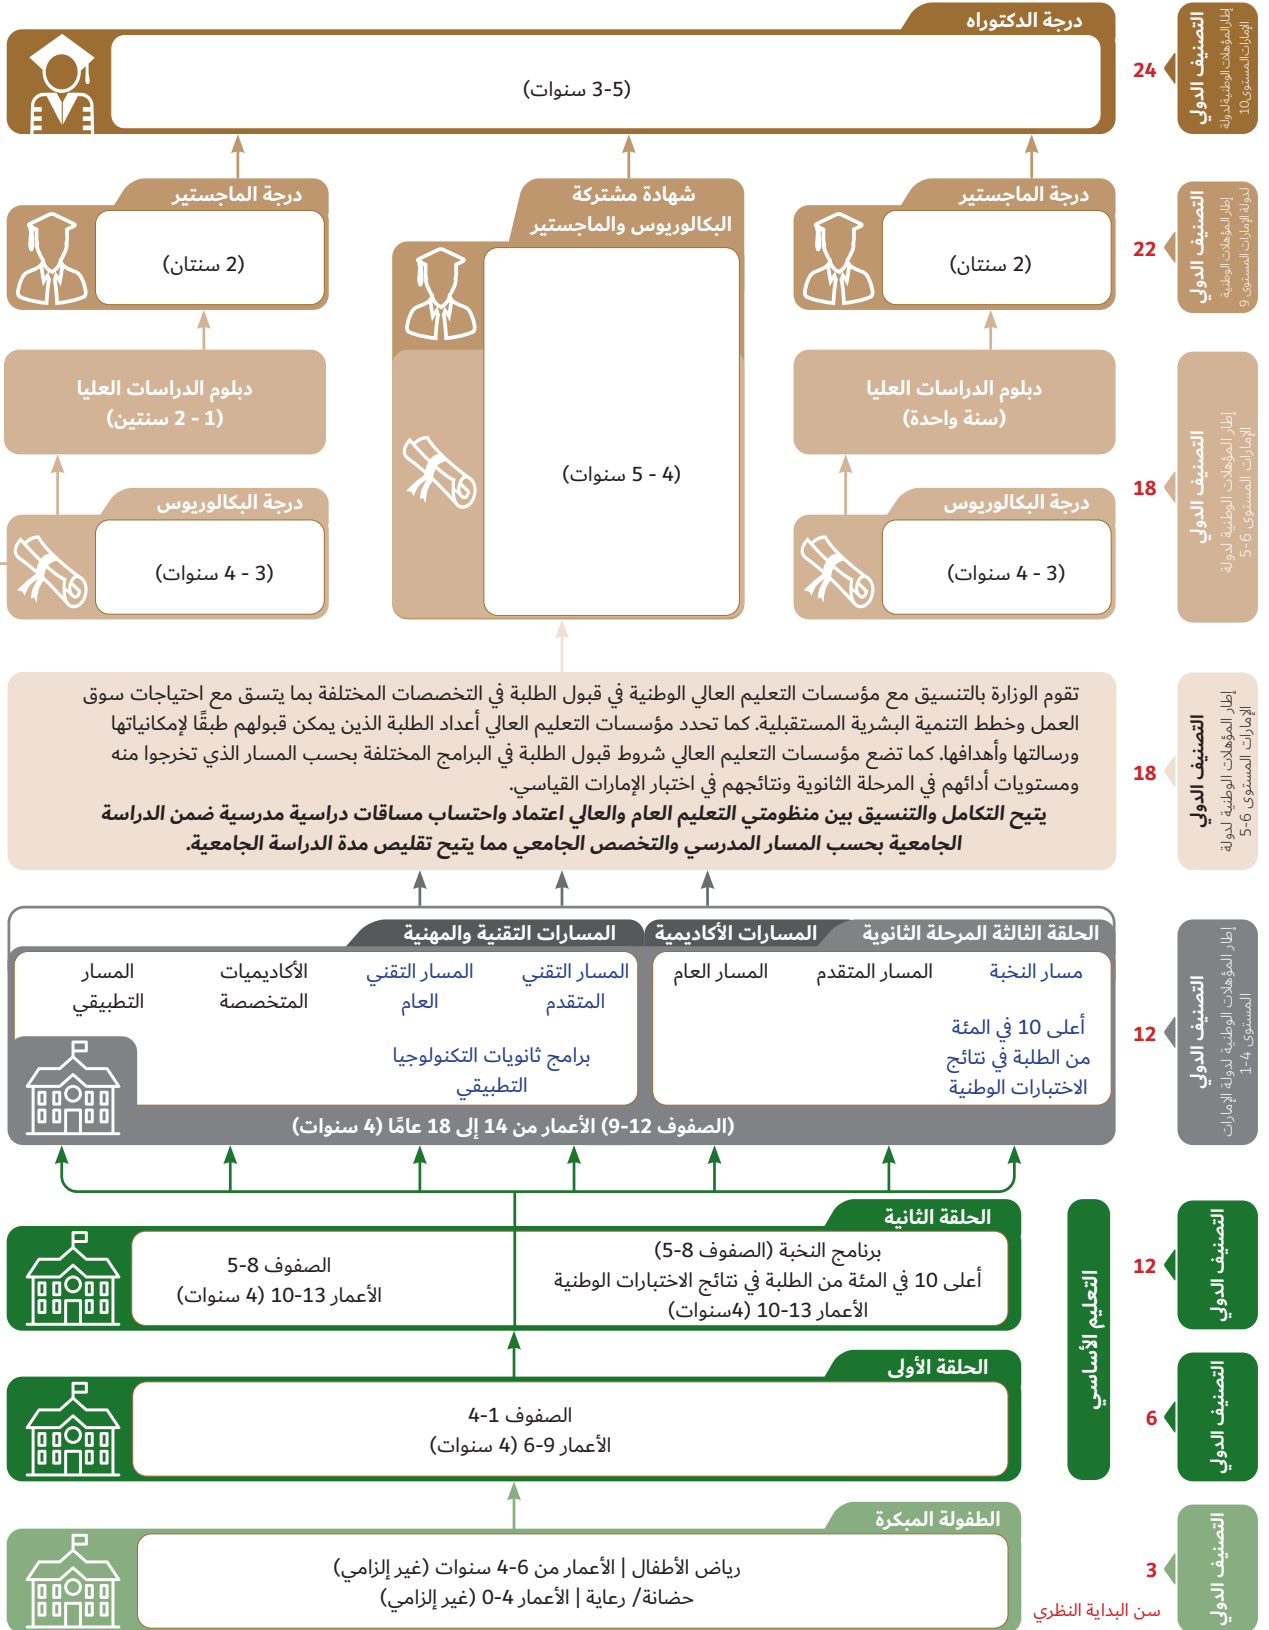 درجة الدكتوراه
(3-5 سنوات)
24
التصنيف الدولي
إطار المؤهلات الوطنية لدولة
الإمارات المستوى 10
درجة الماجستير
(2 سنتان)
شهادة مشتركة
البكالوريوس والماجستير
(4 - 5 سنوات)
درجة الماجستير
(2 سنتان)
22
التصنيف الدولي
إطار المؤهلات الوطنية
لدولة الإمارات المستوى 9
دبلوم الدراسات العليا
(سنة واحدة)
دبلوم الدراسات العليا
(1 - 2 سنتين)
درجة البكالوريوس
(3 - 4 سنوات)
درجة البكالوريوس
(3 - 4 سنوات)
18
التصنيف الدولي
إطار المؤهلات الوطنية لدولة
الإمارات المستوى 6-5
تقوم الوزارة بالتنسيق مع مؤسسات التعليم العالي الوطنية في قبول الطلبة في التخصصات المختلفة بما يتسق مع احتياجات سوق
العمل وخطط التنمية البشرية المستقبلية. كما تحدد مؤسسات التعليم العالي أعداد الطلبة الذين يمكن قبولهم طبقًا لإمكانياتها
ورسالتها وأهدافها. كما تضع مؤسسات التعليم العالي شروط قبول الطلبة في البرامج المختلفة بحسب المسار الذي تخرجوا منه
ومستويات أدائهم في المرحلة الثانوية ونتائجهم في اختبار الإمارات القياسي.
يتيح التكامل والتنسيق بين منظومتي التعليم العام والعالي اعتماد واحتساب مساقات دراسية مدرسية ضمن الدراسة
الجامعية بحسب المسار المدرسي والتخصص الجامعي مما يتيح تقليص مدة الدراسة الجامعية.
18
التصنيف الدولي
إطار المؤهلات الوطنية لدولة
الإمارات المستوى 6-5
الحلقة الثالثة المرحلة الثانوية
المسارات الأكاديمية
المسارات التقنية والمهنية
مسار النخبة
أعلى 10 في المئة
من الطلبة في نتائج
الاختبارات الوطنية
المسار المتقدم
المسار العام
المسار التقني
المتقدم
المسار التقني
العام
برامج ثانويات التكنولوجيا
التطبيقي
الأكاديميات
المتخصصة
المسار
التطبيقي
(الصفوف 12-9) الأعمار من 14 إلى 18 عامًا (4 سنوات)
12
التصنيف الدولي
إطار المؤهلات الوطنية لدولة الإمارات
المستوى 4-1
التعليم الأساسي
الحلقة الثانية
برنامج النخبة (الصفوف 8-5)
أعلى 10 في المئة من الطلبة في نتائج الاختبارات الوطنية
الأعمار 13-10 (4سنوات)
الصفوف 8-5
الأعمار 13-10 (4 سنوات)
12
التصنيف الدولي
الحلقة الأولى
الصفوف 1-4
الأعمار 9-6 (4 سنوات)
6
التصنيف الدولي
الطفولة المبكرة
رياض الأطفال | الأعمار من 6-4 سنوات (غير إلزامي)
حضانة/ رعاية | الأعمار 4-0 (غير إلزامي)
3
سن البداية النظري
التصنيف الدولي